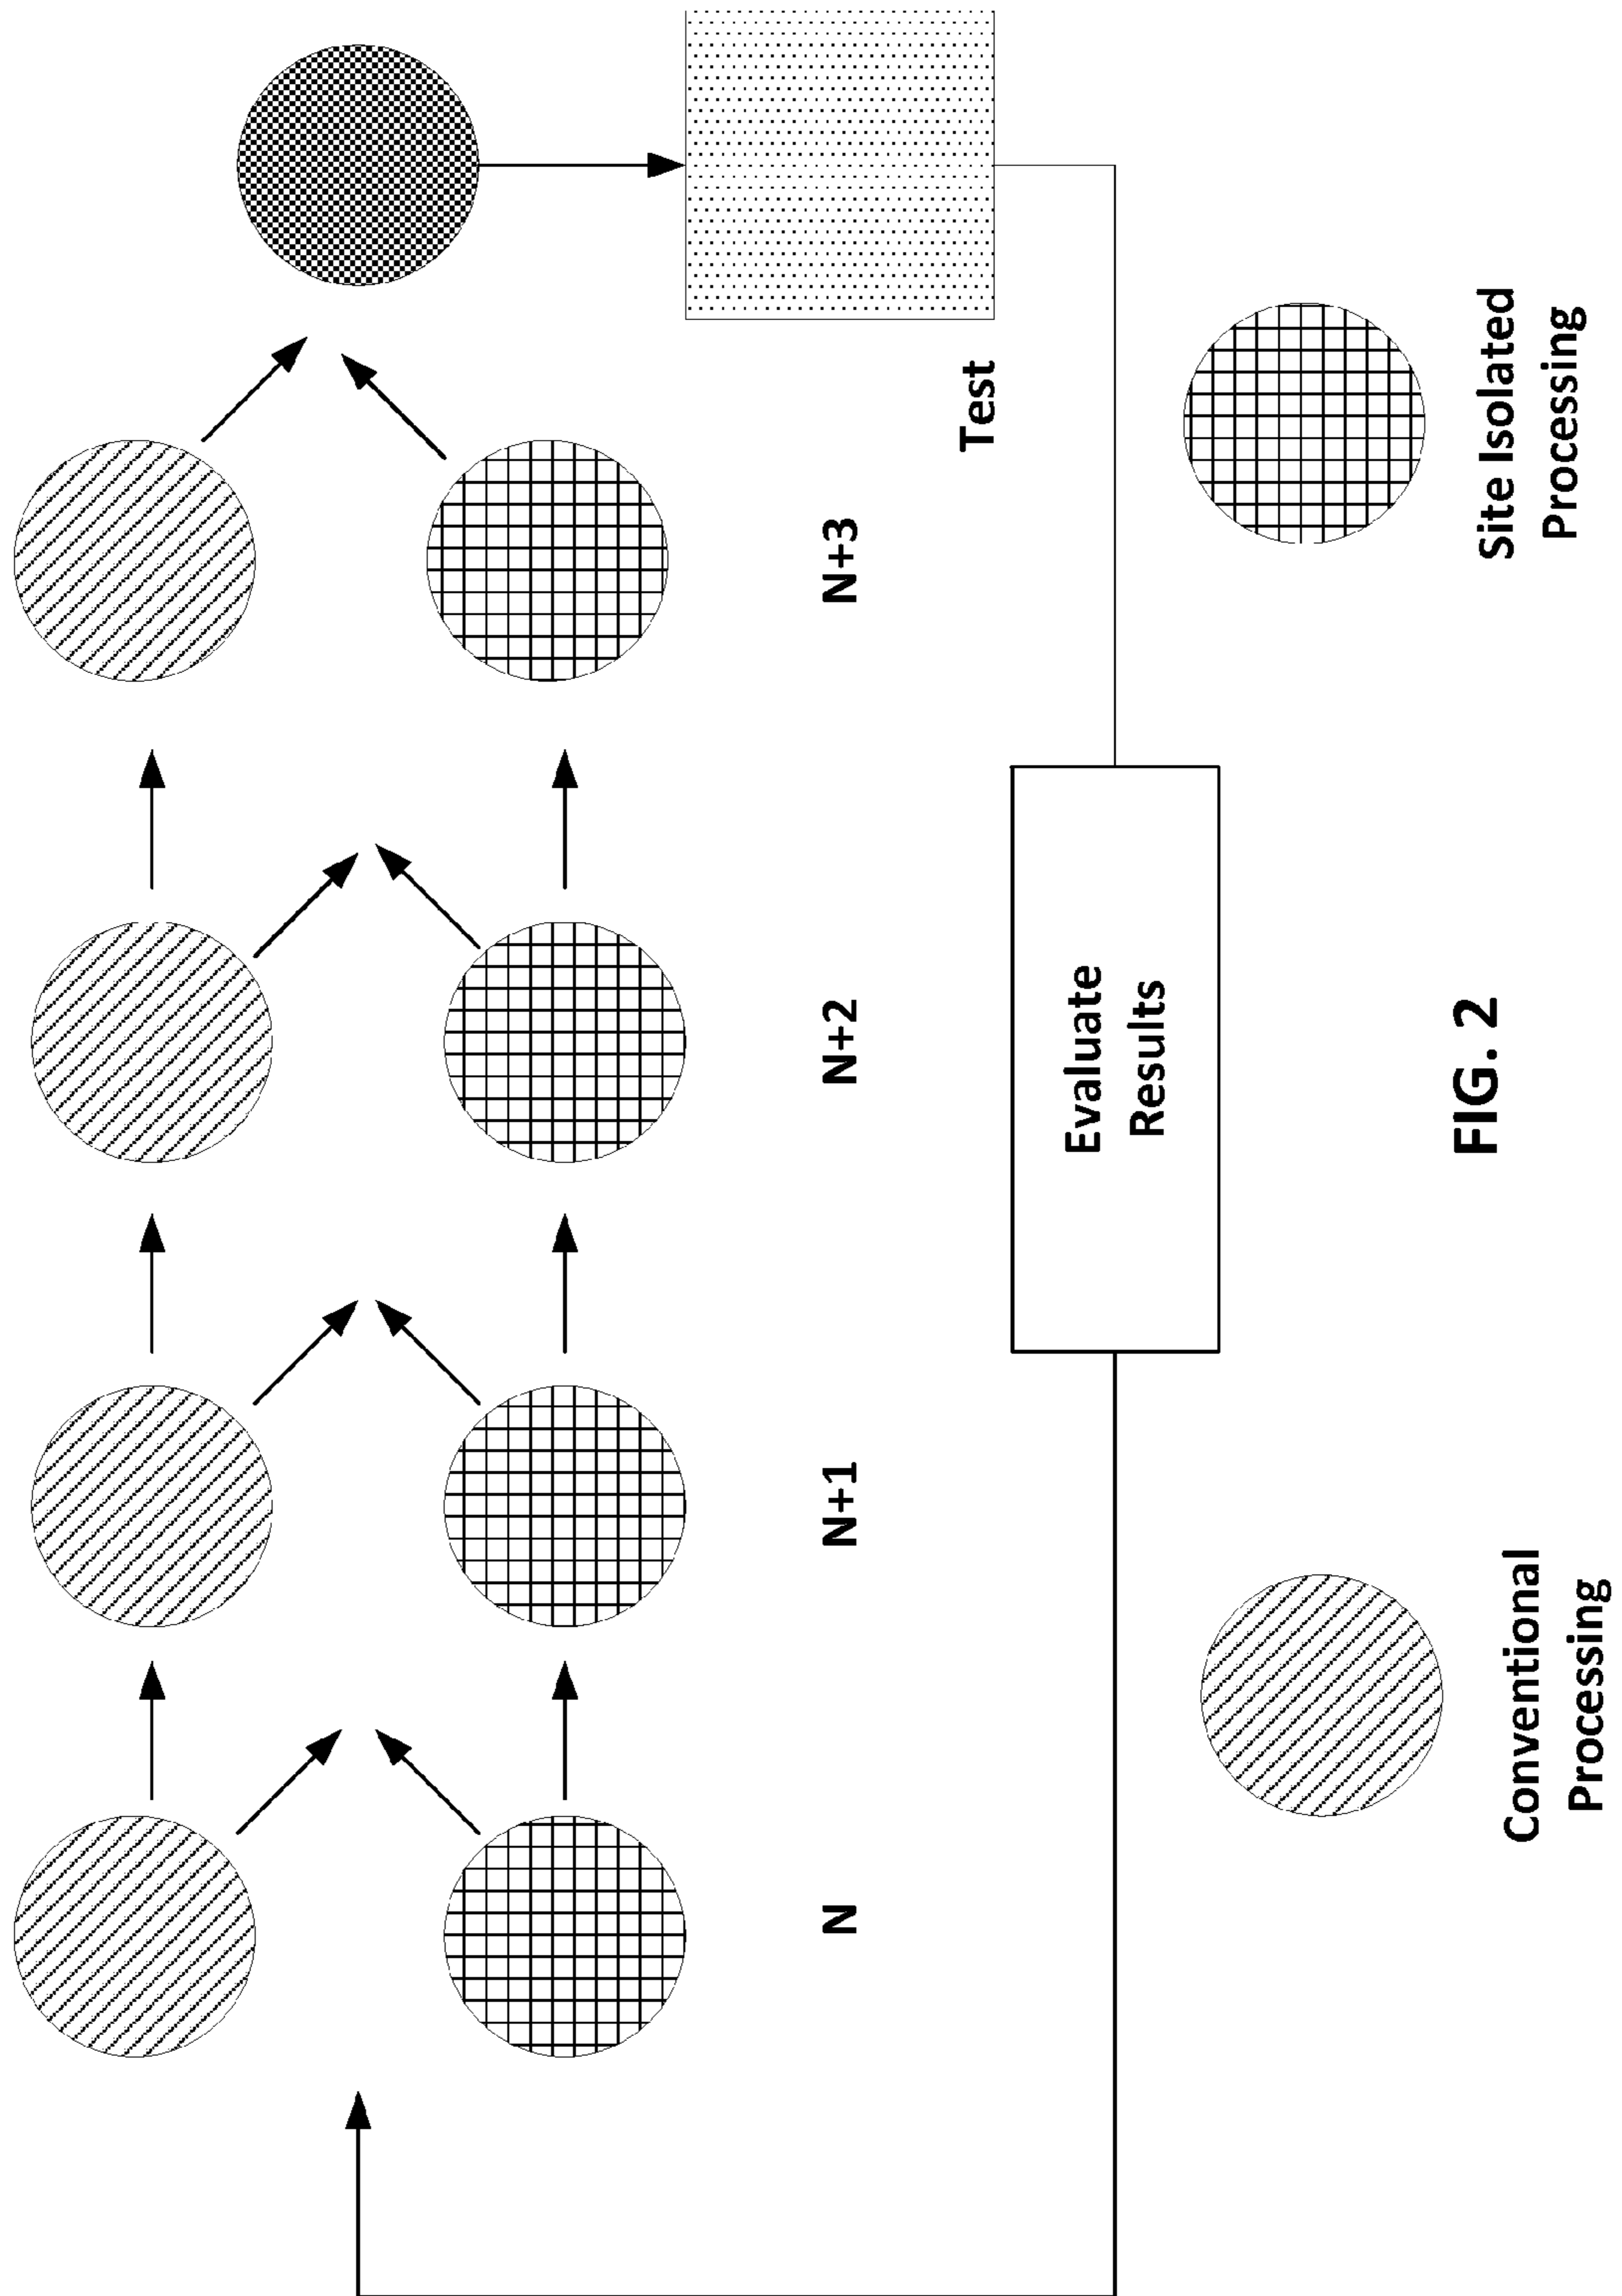 N
N+1
N+2
N+3
Test
Evaluate
Results
Conventional
Processing
Site Isolated
Processing
FIG. 2